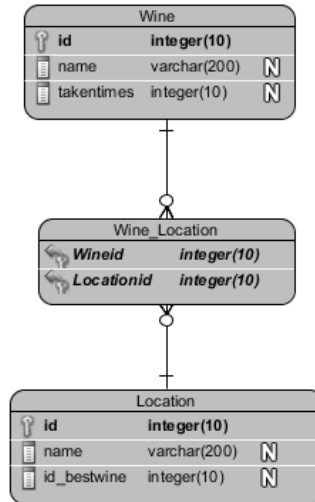 Wine
id integer(10)
name varchar(200) N
takentimes integer(10) N
Wine_Location
Wineid integer(10)
Locationid integer(10)
Location
id integer(10)
name varchar(200) N
id_bestwine integer(10) N